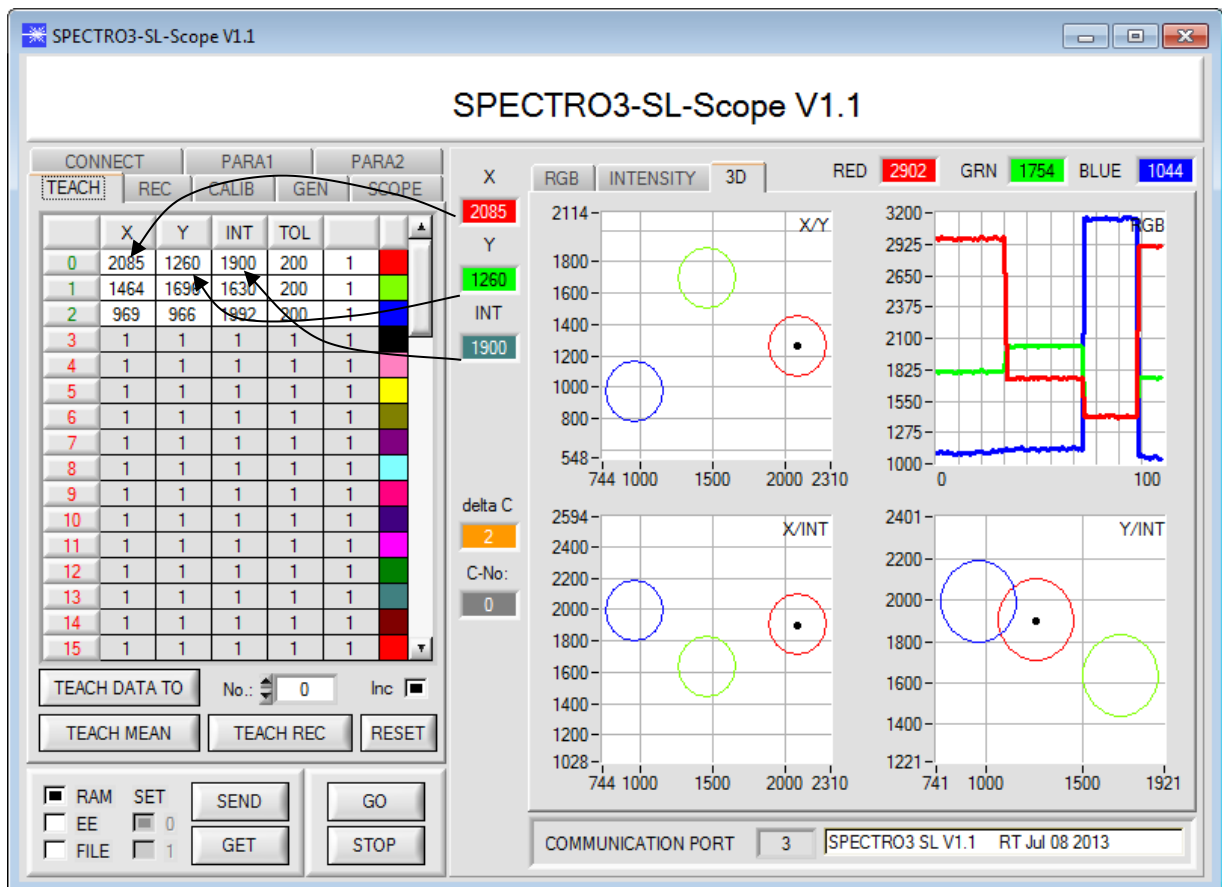 SPECTRO3-SL-Scope V1.1
SPECTRO3-SL-Scope V1.1
CONNECT PARA1 PARA2
TEACH REC CALIB GEN SCOPE
X Y INT TOL
0 2085 1260 1900 200 1
1 1464 1696 1630 200 1
2 969 966 1992 200 1
3 1 1 1 1 1
4 1 1 1 1 1
5 1 1 1 1 1
6 1 1 1 1 1
7 1 1 1 1 1
8 1 1 1 1 1
9 1 1 1 1 1
10 1 1 1 1 1
11 1 1 1 1 1
12 1 1 1 1 1
13 1 1 1 1 1
14 1 1 1 1 1
15 1 1 1 1 1
TEACH DATA TO No.: 0 Inc
TEACH MEAN TEACH REC RESET
RAM SET
EE 0
FILE 1
SEND
GET
GO
STOP
X
2085
Y
1260
INT
1900
delta C
2
C-No:
0
RGB INTENSITY 3D
RED 2902 GRN 1754 BLUE 1044
X/Y
2114
1800
1600
1400
1200
1000
800
548
744 1000 1500 2000 2310
RGB
3200
2925
2650
2375
2100
1825
1550
1275
1000
0 100
X/INT
2594
2400
2200
2000
1800
1600
1400
1200
1028
744 1000 1500 2000 2310
Y/INT
2401
2200
2000
1800
1600
1400
1221
741 1000 1500 1921
COMMUNICATION PORT 3 SPECTRO3 SL V1.1 RT Jul 08 2013